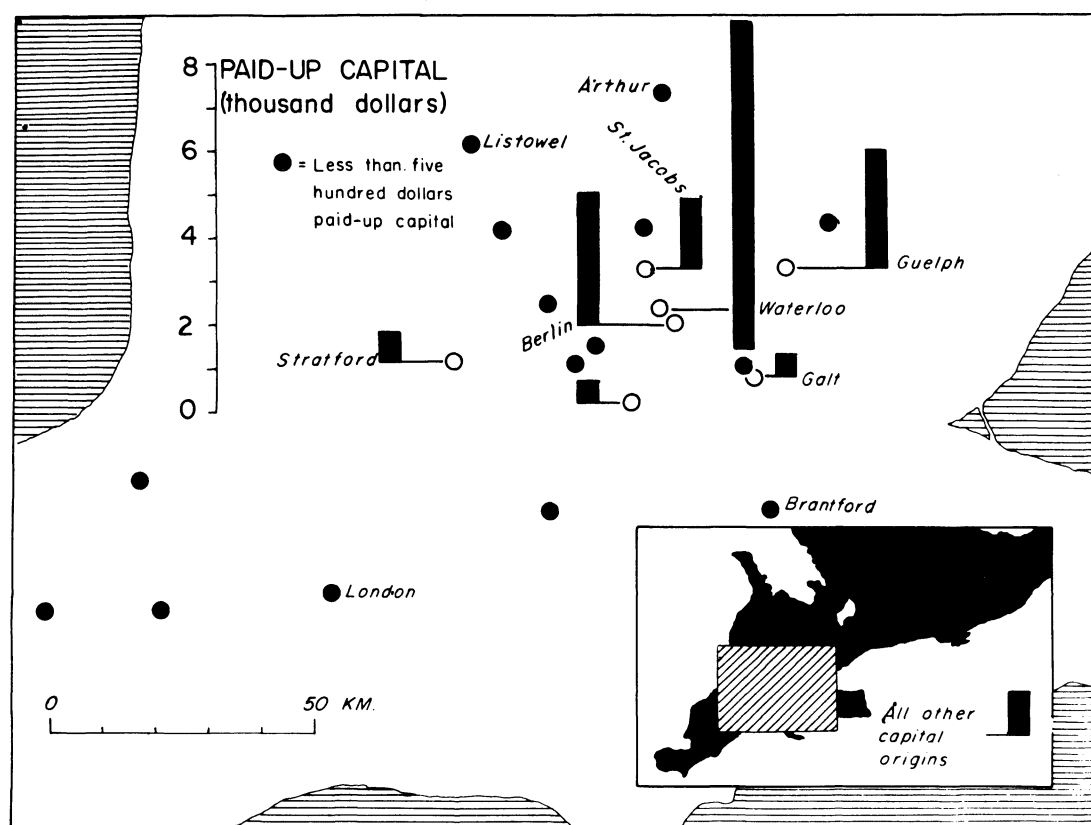 8 PAID-UP CAPITAL
(thousand dollars)
6
4
2
0
= Less than five
hundred dollars
paid-up capital
Arthur
Listowel
St. Jacobs
Guelph
Waterloo
Berlin
Stratford
Galt
Brantford
London
0 50 KM.
All other
capital
origins